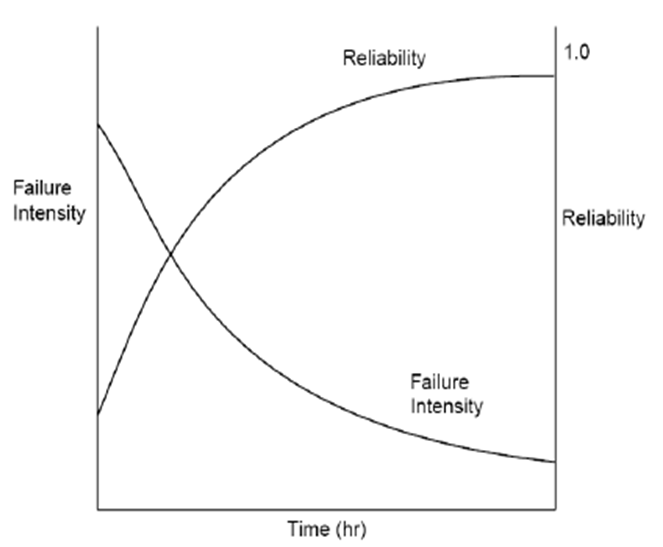 Reliability
1.0
Failure
Intensity
Reliability
Failure
Intensity
Time (hr)